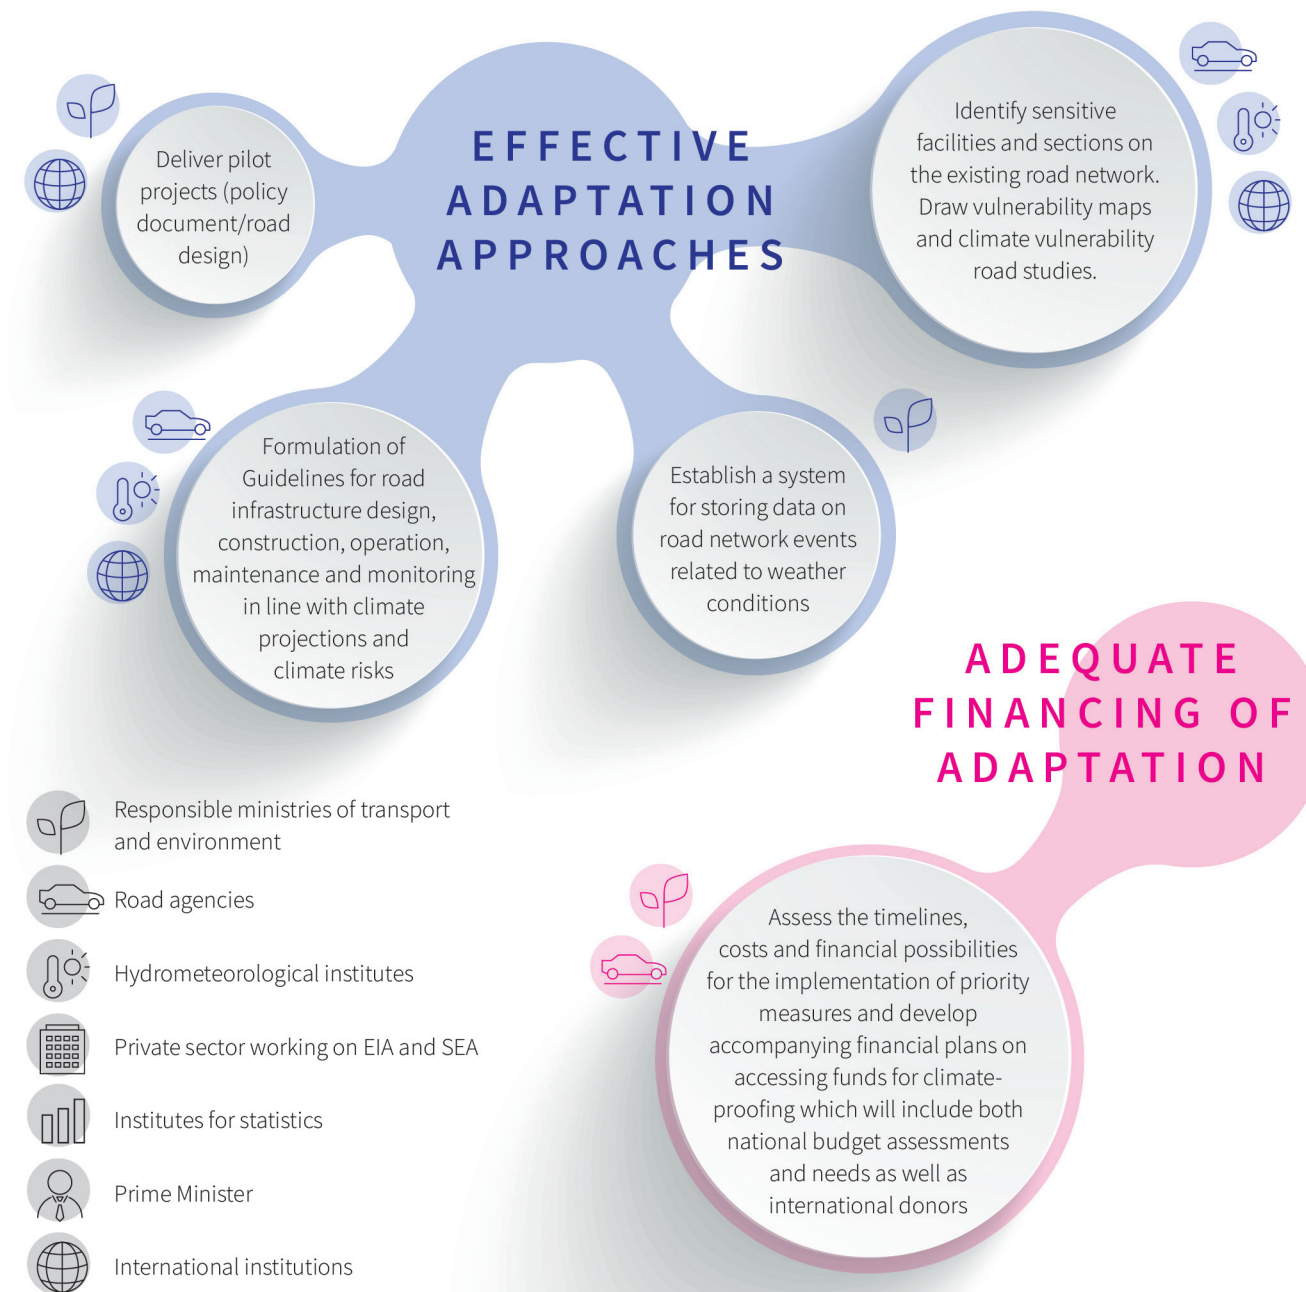 EFFECTIVE
ADAPTATION
APPROACHES
Deliver pilot
projects (policy
document/road
design)
Identify sensitive
facilities and sections on
the existing road network.
Draw vulnerability maps
and climate vulnerability
road studies.
Formulation of
Guidelines for road
infrastructure design,
construction, operation,
maintenance and monitoring
in line with climate
projections and
climate risks
Establish a system
for storing data on
road network events
related to weather
conditions
ADEQUATE
FINANCING OF
ADAPTATION
Assess the timelines,
costs and financial possibilities
for the implementation of priority
measures and develop
accompanying financial plans on
accessing funds for climate-
proofing which will include both
national budget assessments
and needs as well as
international donors
Responsible ministries of transport
and environment
Road agencies
Hydrometeorological institutes
Private sector working on EIA and SEA
Institutes for statistics
Prime Minister
International institutions